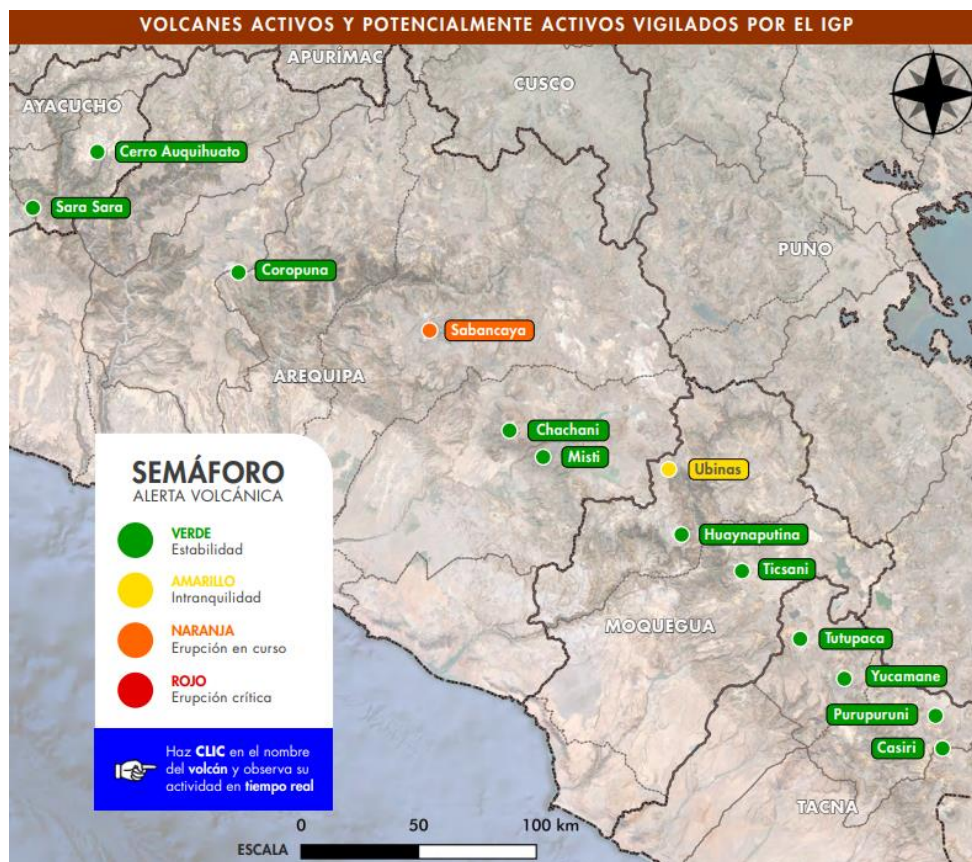 VOLCANES ACTIVOS Y POTENCIALMENTE ACTIVOS VIGILADOS POR EL IGP
APURÍMAC
CUSCO
AYACUCHO
Cerro Auquihuato
Sara Sara
PUNO
Coropuna
Sabancaya
AREQUIPA
Chachani
Misti
Ubinas
Huaynaputina
Ticsani
MOQUEGUA
Tutupaca
Yucamane
Purupuruni
Casiri
TACNA
SEMÁFORO
ALERTA VOLCÁNICA
VERDE
Estabilidad
AMARILLO
Intranquilidad
NARANJA
Erupción en curso
ROJO
Erupción crítica
Haz CLIC en el nombre
del volcán y observa su
actividad en tiempo real
0 50 100 km
ESCALA